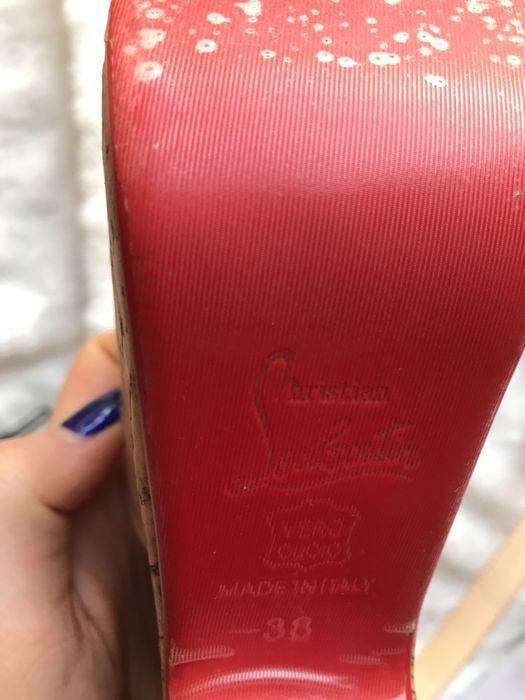 Christian
Louboutin
VERO
CUOIO
MADE IN ITALY
38